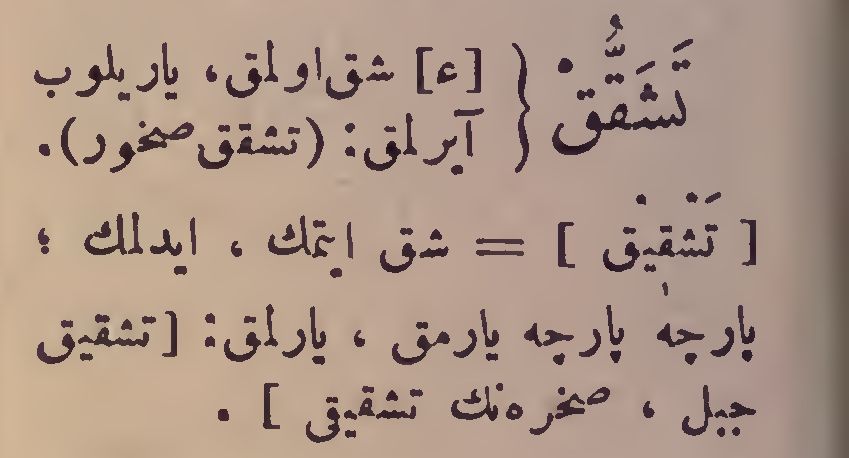 تَشَقُّق { [ء] شق‌اولمق، یاریلوب
آیرلمق: (تشقق صخور).
[ تَشْقیق ] = شق ایتمك ، ایدلمك ؛
پارچه پارچه یارمق ، یارلمق: [ تشقیق
جبل ، صخره‌نك تشقیقی ] .